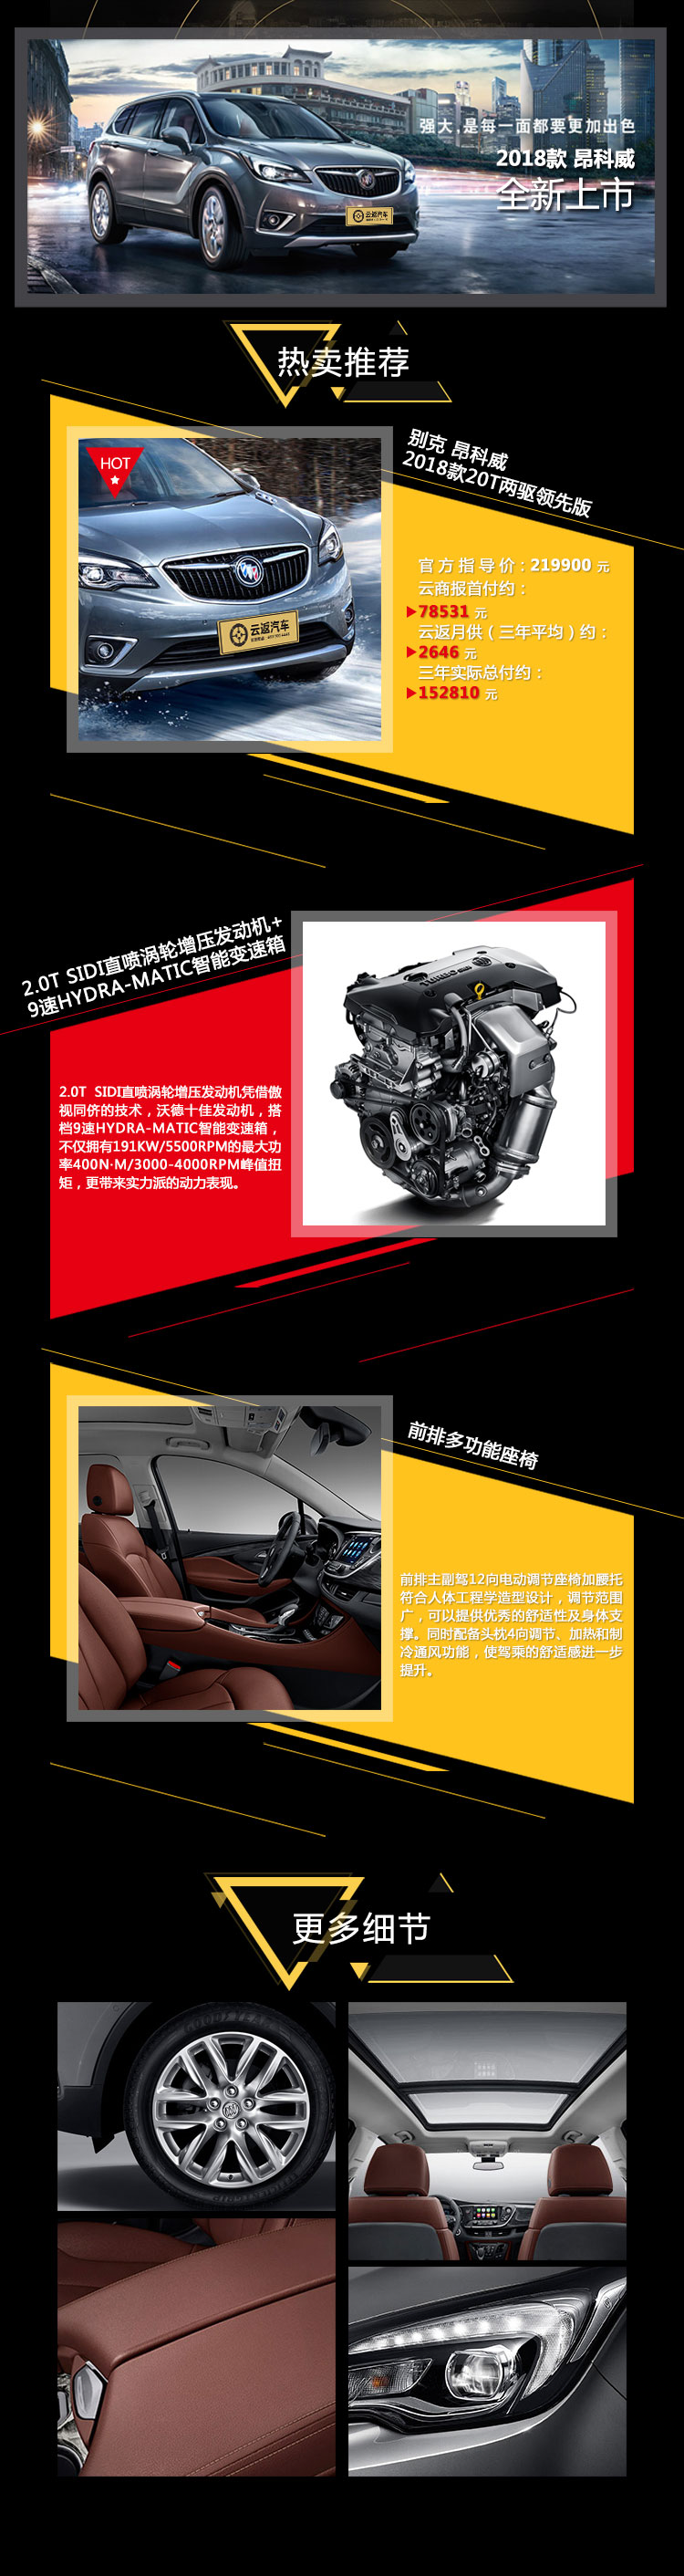 强大,是每一面都要更加出色
2018款 昂科威
全新上市
云返汽车
热卖推荐
HOT
别克 昂科威
2018款20T两驱领先版
云返汽车
官方指导价：219900 元
云商报首付约：
78531 元
云返月供（三年平均）约：
2646 元
三年实际总付约：
152810 元
2.0T SIDI直喷涡轮增压发动机+
9速HYDRA-MATIC智能变速箱
2.0T SIDI直喷涡轮增压发动机凭借傲
视同侪的技术，沃德十佳发动机，搭
档9速HYDRA-MATIC智能变速箱，
不仅拥有191KW/5500RPM的最大功
率400N·M/3000-4000RPM峰值扭
矩，更带来实力派的动力表现。
前排多功能座椅
前排主副驾12向电动调节座椅加腰托
符合人体工程学造型设计，调节范围
广，可以提供优秀的舒适性及身体支
撑。同时配备头枕4向调节、加热和制
冷通风功能，使驾乘的舒适感进一步
提升。
更多细节
GOODYEAR